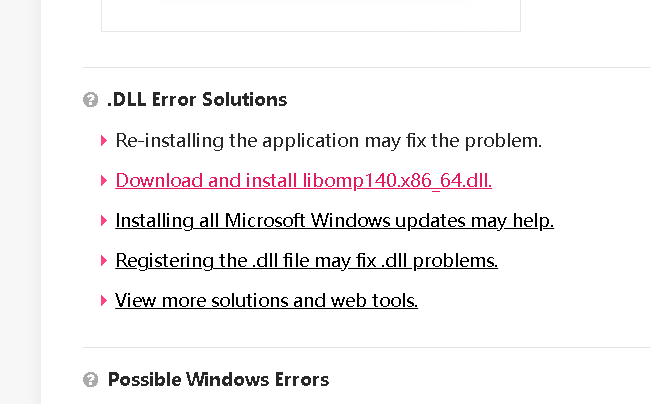 .DLL Error Solutions
Re-installing the application may fix the problem.
Download and install libomp140.x86_64.dll.
Installing all Microsoft Windows updates may help.
Registering the .dll file may fix .dll problems.
View more solutions and web tools.
Possible Windows Errors